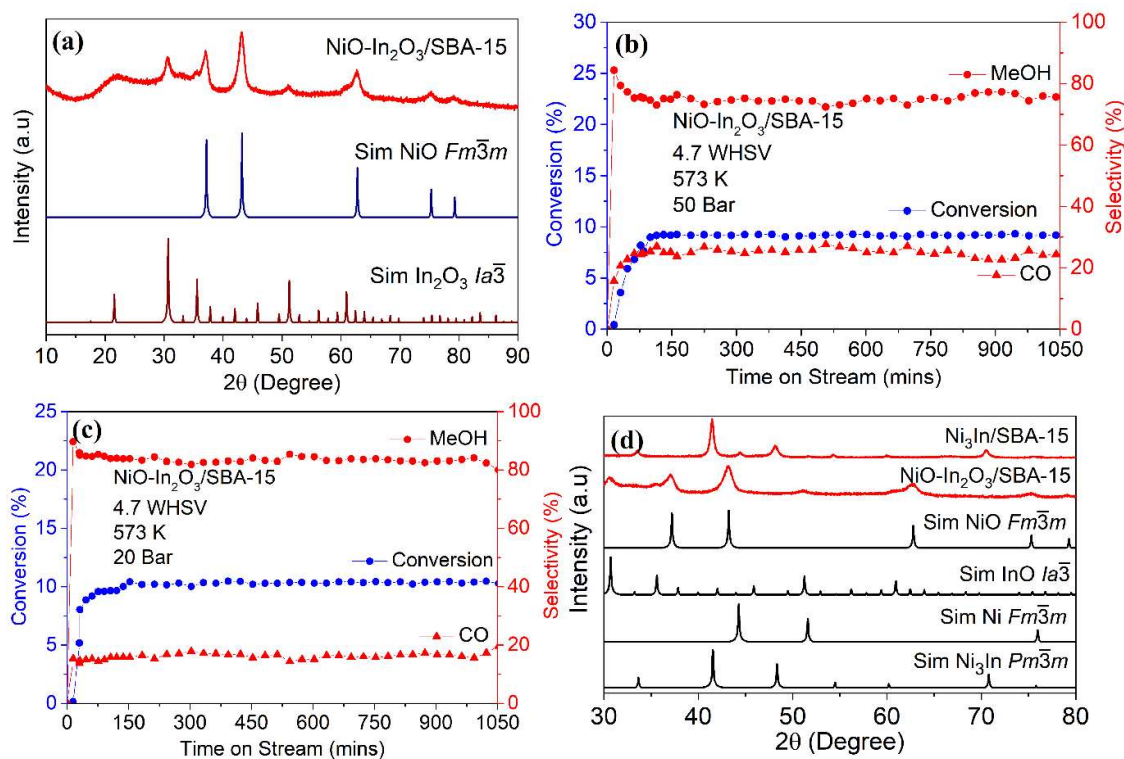 (a)
NiO-In₂O₃/SBA-15
Sim NiO Fm3̅m
Sim In₂O₃ Ia3̅
Intensity (a.u)
10 20 30 40 50 60 70 80 90
2θ (Degree)
(b)
30
25
20
15
10
5
0
Conversion (%)
MeOH
NiO-In₂O₃/SBA-15
4.7 WHSV
573 K
50 Bar
Conversion
CO
100
80
60
40
20
0
Selectivity (%)
0 150 300 450 600 750 900 1050
Time on Stream (mins)
(c)
25
20
15
10
5
0
Conversion (%)
MeOH
NiO-In₂O₃/SBA-15
4.7 WHSV
573 K
20 Bar
Conversion
CO
100
80
60
40
20
0
Selectivity (%)
0 150 300 450 600 750 900 1050
Time on Stream (mins)
(d)
Ni₃In/SBA-15
NiO-In₂O₃/SBA-15
Sim NiO Fm3̅m
Sim InO Ia3̅
Sim Ni Fm3̅m
Sim Ni₃In Pm3̅m
Intensity (a.u)
30 40 50 60 70 80
2θ (Degree)